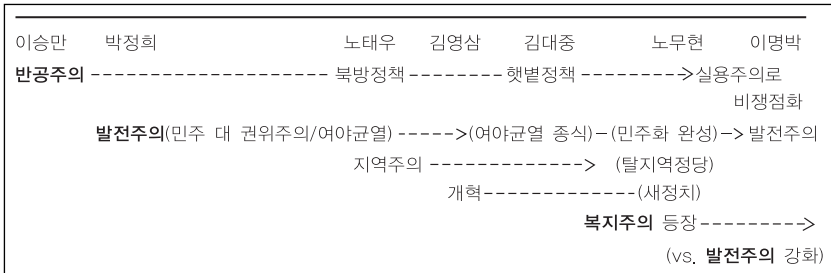 이승만 박정희 노태우 김영삼 김대중 노무현 이명박
반공주의 -------------------- 북방정책 -------- 햇볕정책 --------> 실용주의로
비쟁점화
발전주의(민주 대 권위주의/여야균열) -----> (여야균열 종식) - (민주화 완성) -> 발전주의
지역주의 --------------> (탈지역정당)
개혁 ------------- (새정치)
복지주의 등장 --------->
(vs. 발전주의 강화)